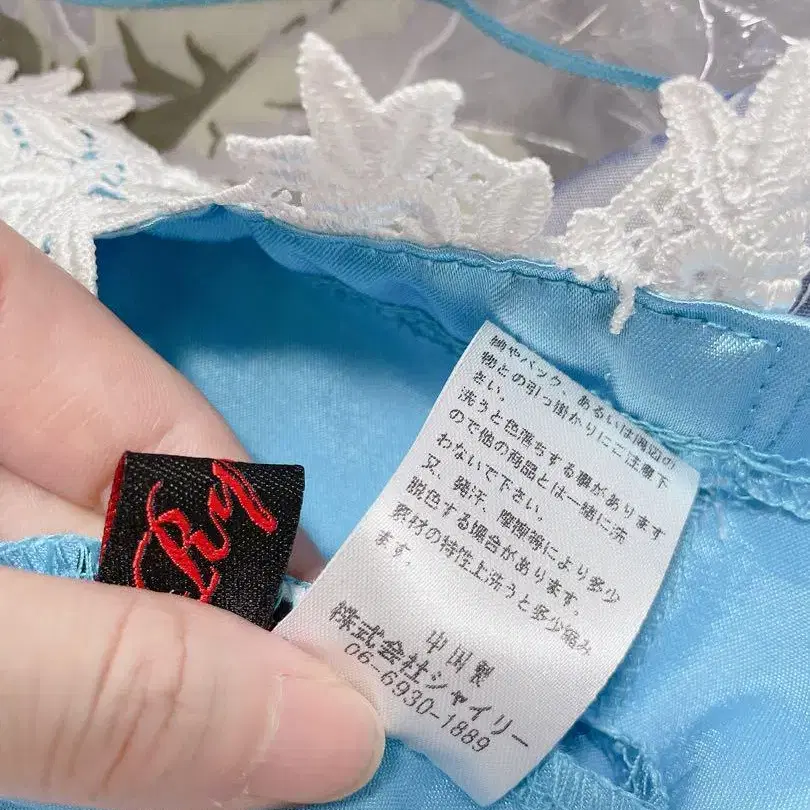 Ry
物やバック、あるいは周辺の
物との引っ掛かりにご注意下
さい。
洗うと色落ちする事があります
ので他の商品とは一緒に洗
わないで下さい。
又、発汗、摩擦等により多少
脱色する場合があります。
素材の特性上洗うと多少縮み
ます。
中国製
株式会社シャイリー
06-6930-1889